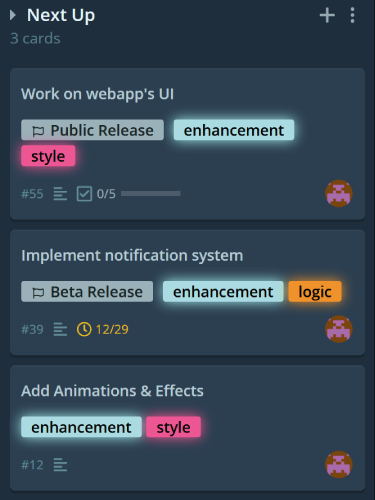 Next Up
3 cards
Work on webapp's UI
Public Release enhancement
style
#55 0/5
Implement notification system
Beta Release enhancement logic
#39 12/29
Add Animations & Effects
enhancement style
#12